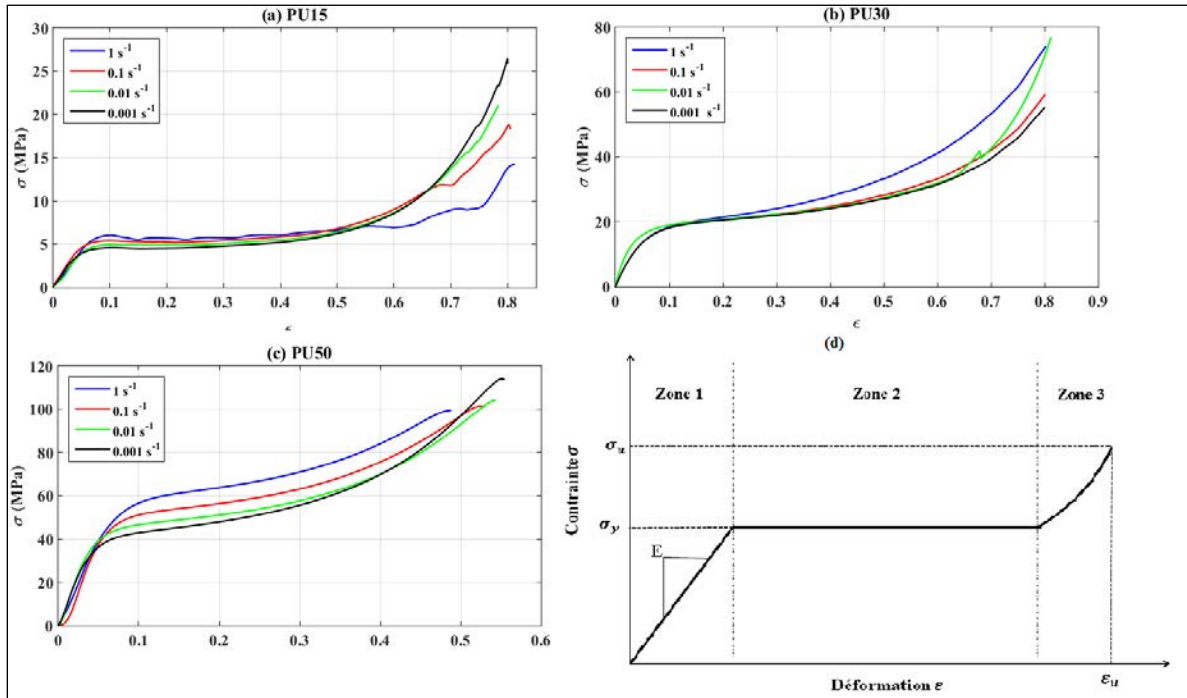 (a) PU15
30
25
20
15
10
5
0
σ (MPa)
1 s⁻¹
0.1 s⁻¹
0.01 s⁻¹
0.001 s⁻¹
0 0.1 0.2 0.3 0.4 0.5 0.6 0.7 0.8
(b) PU30
80
60
40
20
0
σ (MPa)
1 s⁻¹
0.1 s⁻¹
0.01 s⁻¹
0.001 s⁻¹
0 0.1 0.2 0.3 0.4 0.5 0.6 0.7 0.8 0.9
ϵ
(c) PU50
120
100
80
60
40
20
0
σ (MPa)
1 s⁻¹
0.1 s⁻¹
0.01 s⁻¹
0.001 s⁻¹
0 0.1 0.2 0.3 0.4 0.5 0.6
(d)
Zone 1 Zone 2 Zone 3
σu
σy
E
Contrainte σ
Déformation ε
εu